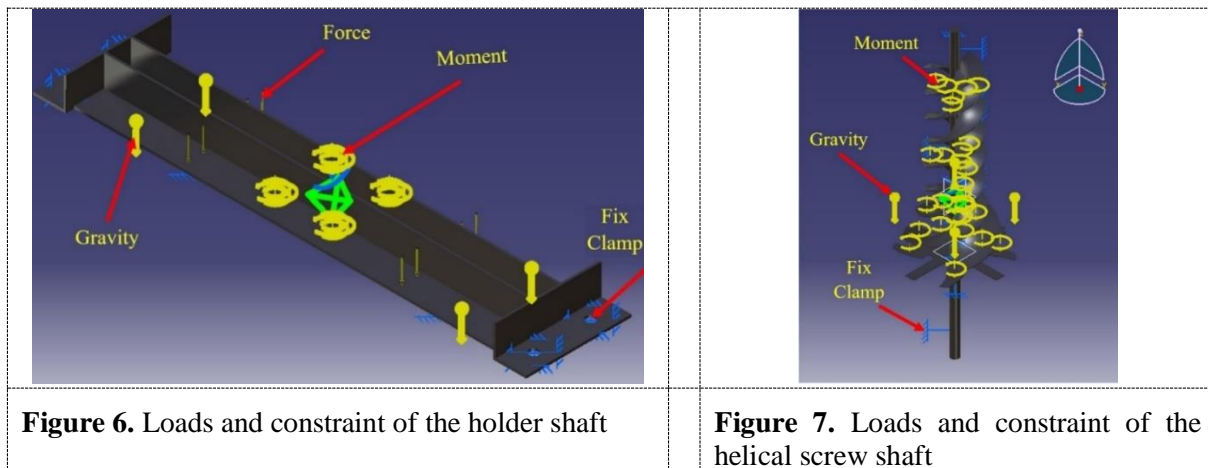 Force
Moment
Gravity
Fix
Clamp
Moment
Gravity
Fix
Clamp
Figure 6. Loads and constraint of the holder shaft
Figure 7. Loads and constraint of the
helical screw shaft